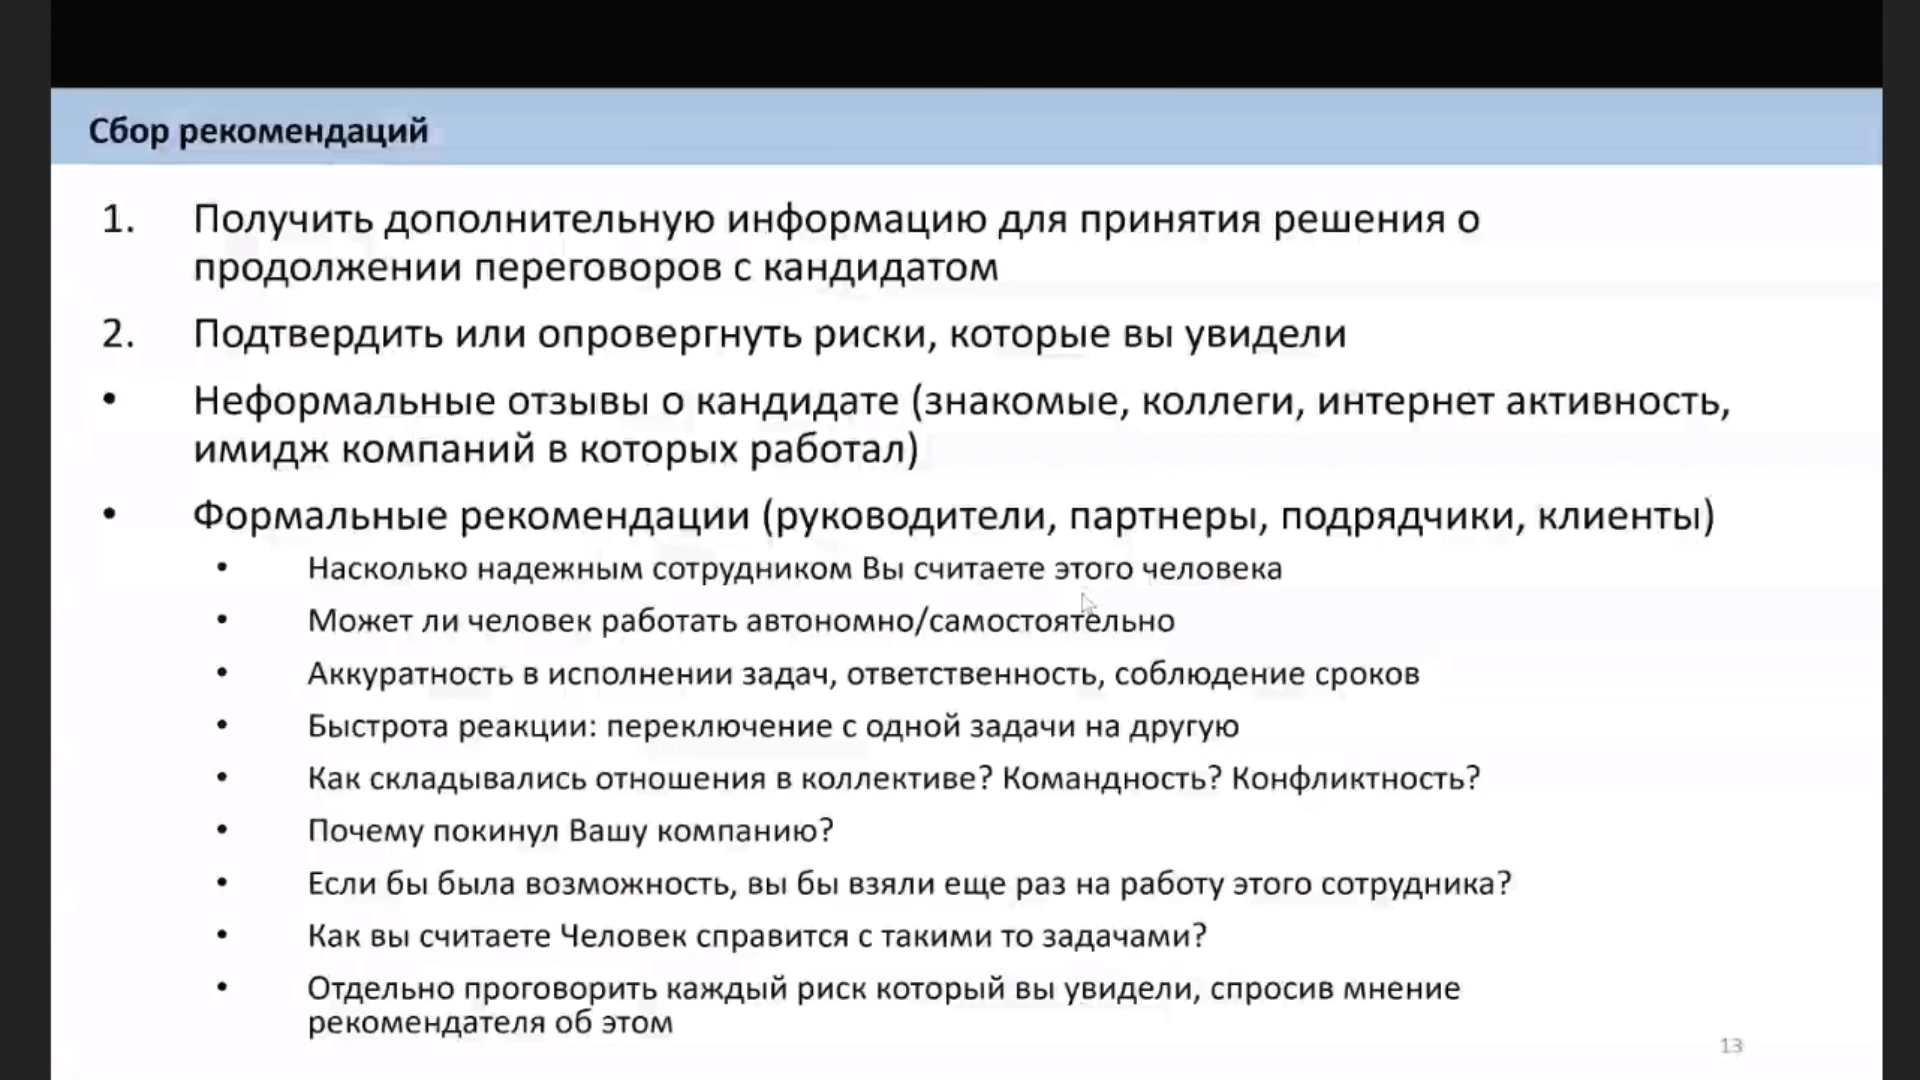 Сбор рекомендаций
1. Получить дополнительную информацию для принятия решения о
продолжении переговоров с кандидатом
2. Подтвердить или опровергнуть риски, которые вы увидели
• Неформальные отзывы о кандидате (знакомые, коллеги, интернет активность,
имидж компаний в которых работал)
• Формальные рекомендации (руководители, партнеры, подрядчики, клиенты)
• Насколько надежным сотрудником Вы считаете этого человека
• Может ли человек работать автономно/самостоятельно
• Аккуратность в исполнении задач, ответственность, соблюдение сроков
• Быстрота реакции: переключение с одной задачи на другую
• Как складывались отношения в коллективе? Командность? Конфликтность?
• Почему покинул Вашу компанию?
• Если бы была возможность, вы бы взяли еще раз на работу этого сотрудника?
• Как вы считаете Человек справится с такими то задачами?
• Отдельно проговорить каждый риск который вы увидели, спросив мнение
рекомендателя об этом
13